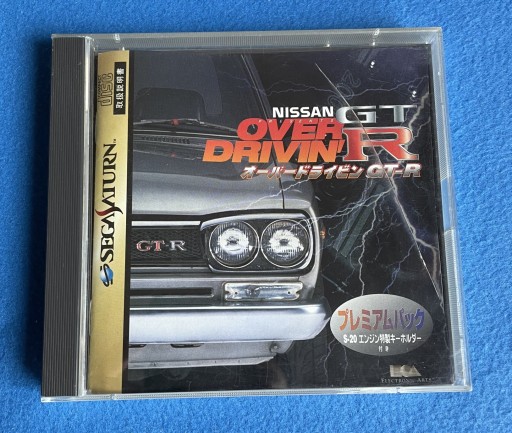 取扱説明書
SEGA SATURN
NISSAN
OVER
DRIVIN'
GT
R
オーバードライビン GT-R
GT-R
プレミアムパック
S-20 エンジン特製キーホルダー
付き
ELECTRONIC ARTS